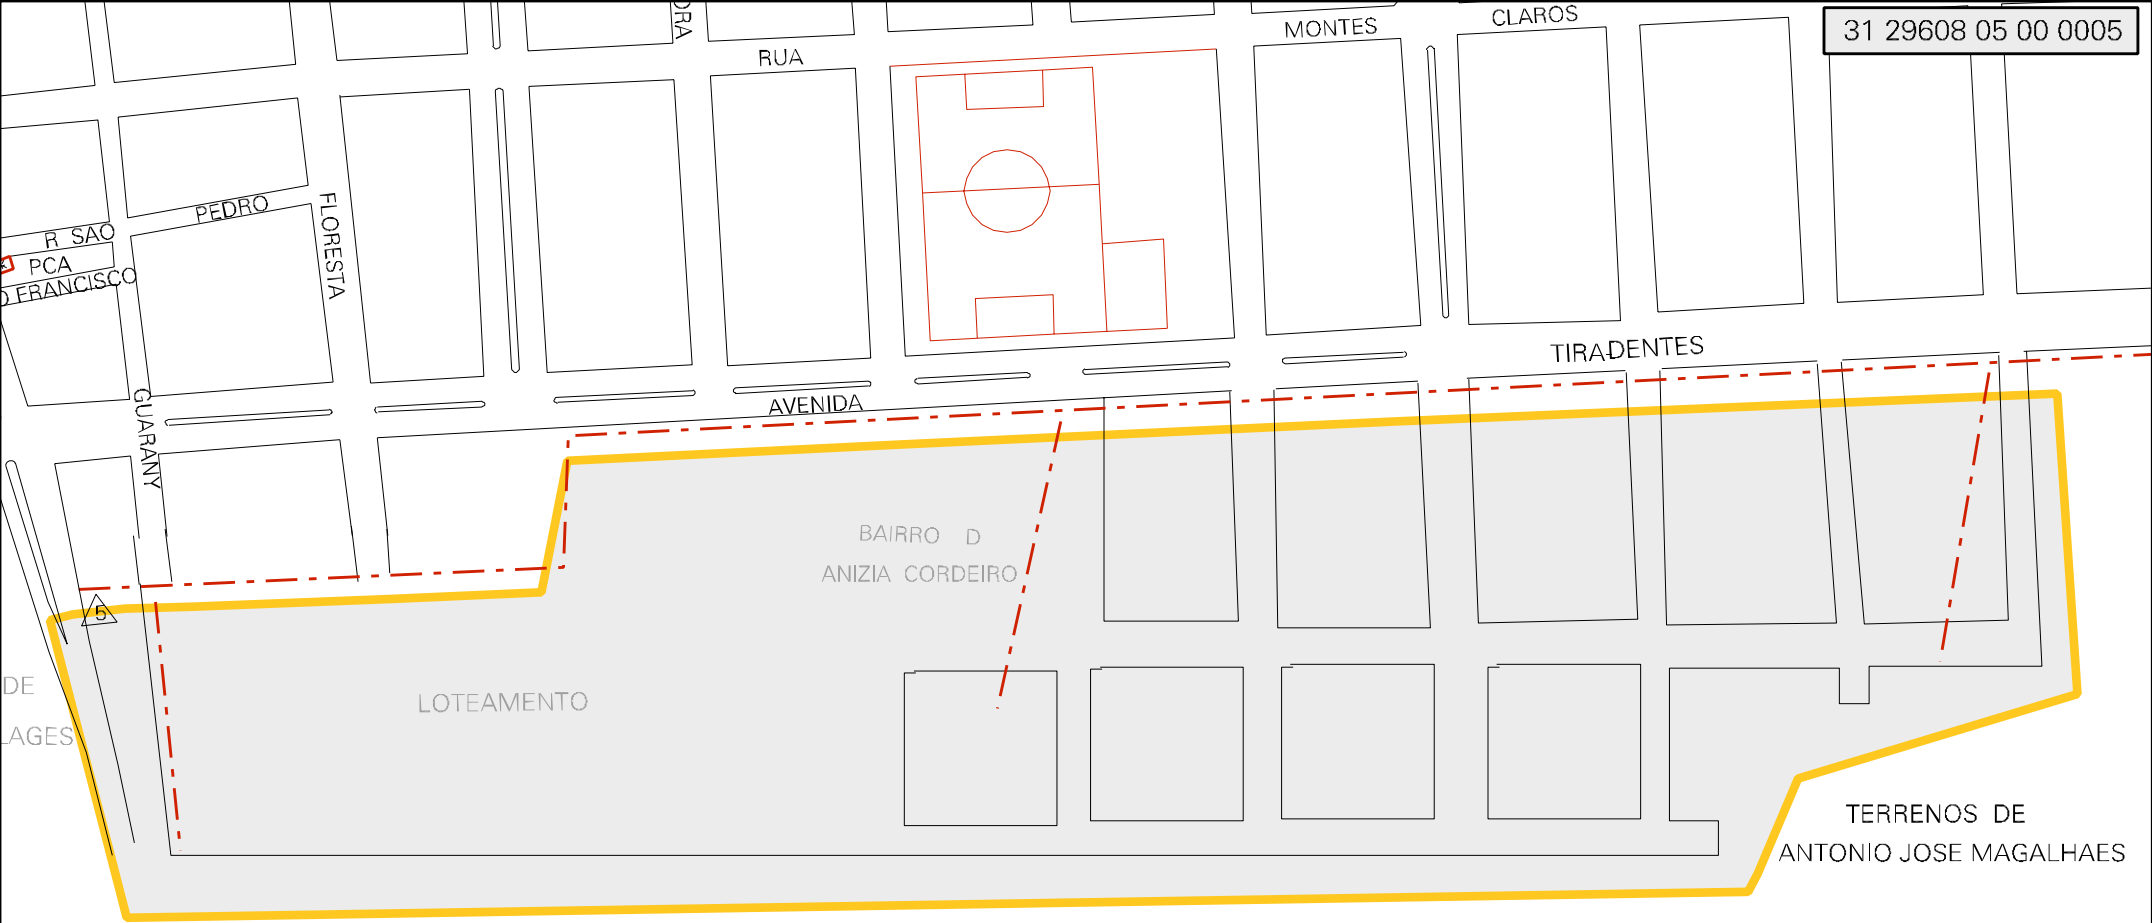 CLAROS
MONTES
31 29608 05 00 0005
RUA
PEDRO
R SAO
FLORESTA
PCA
FRANCISCO
TIRADENTES
AVENIDA
GUARANY
BAIRRO D
ANIZIA CORDEIRO
5
DE
LAGES
LOTEAMENTO
TERRENOS DE
ANTONIO JOSE MAGALHAES